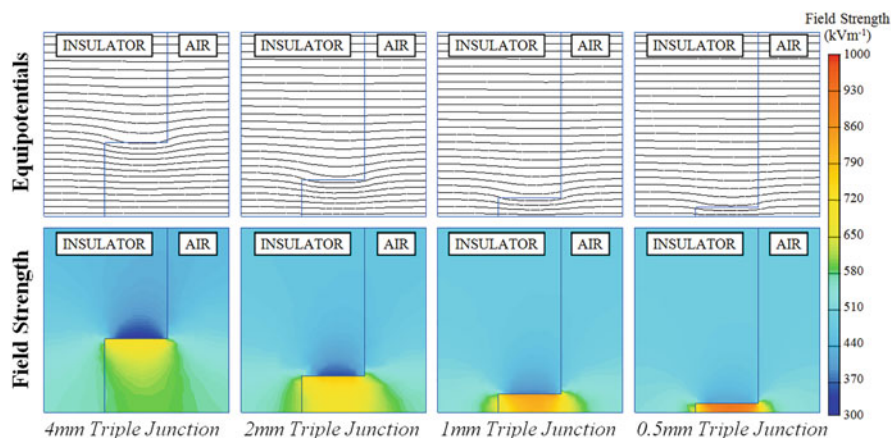 Field Strength
(kVm⁻¹)
Equipotentials
INSULATOR AIR INSULATOR AIR INSULATOR AIR INSULATOR AIR
1000
930
860
790
720
650
580
510
440
370
300
Field Strength
INSULATOR AIR INSULATOR AIR INSULATOR AIR INSULATOR AIR
4mm Triple Junction 2mm Triple Junction 1mm Triple Junction 0.5mm Triple Junction